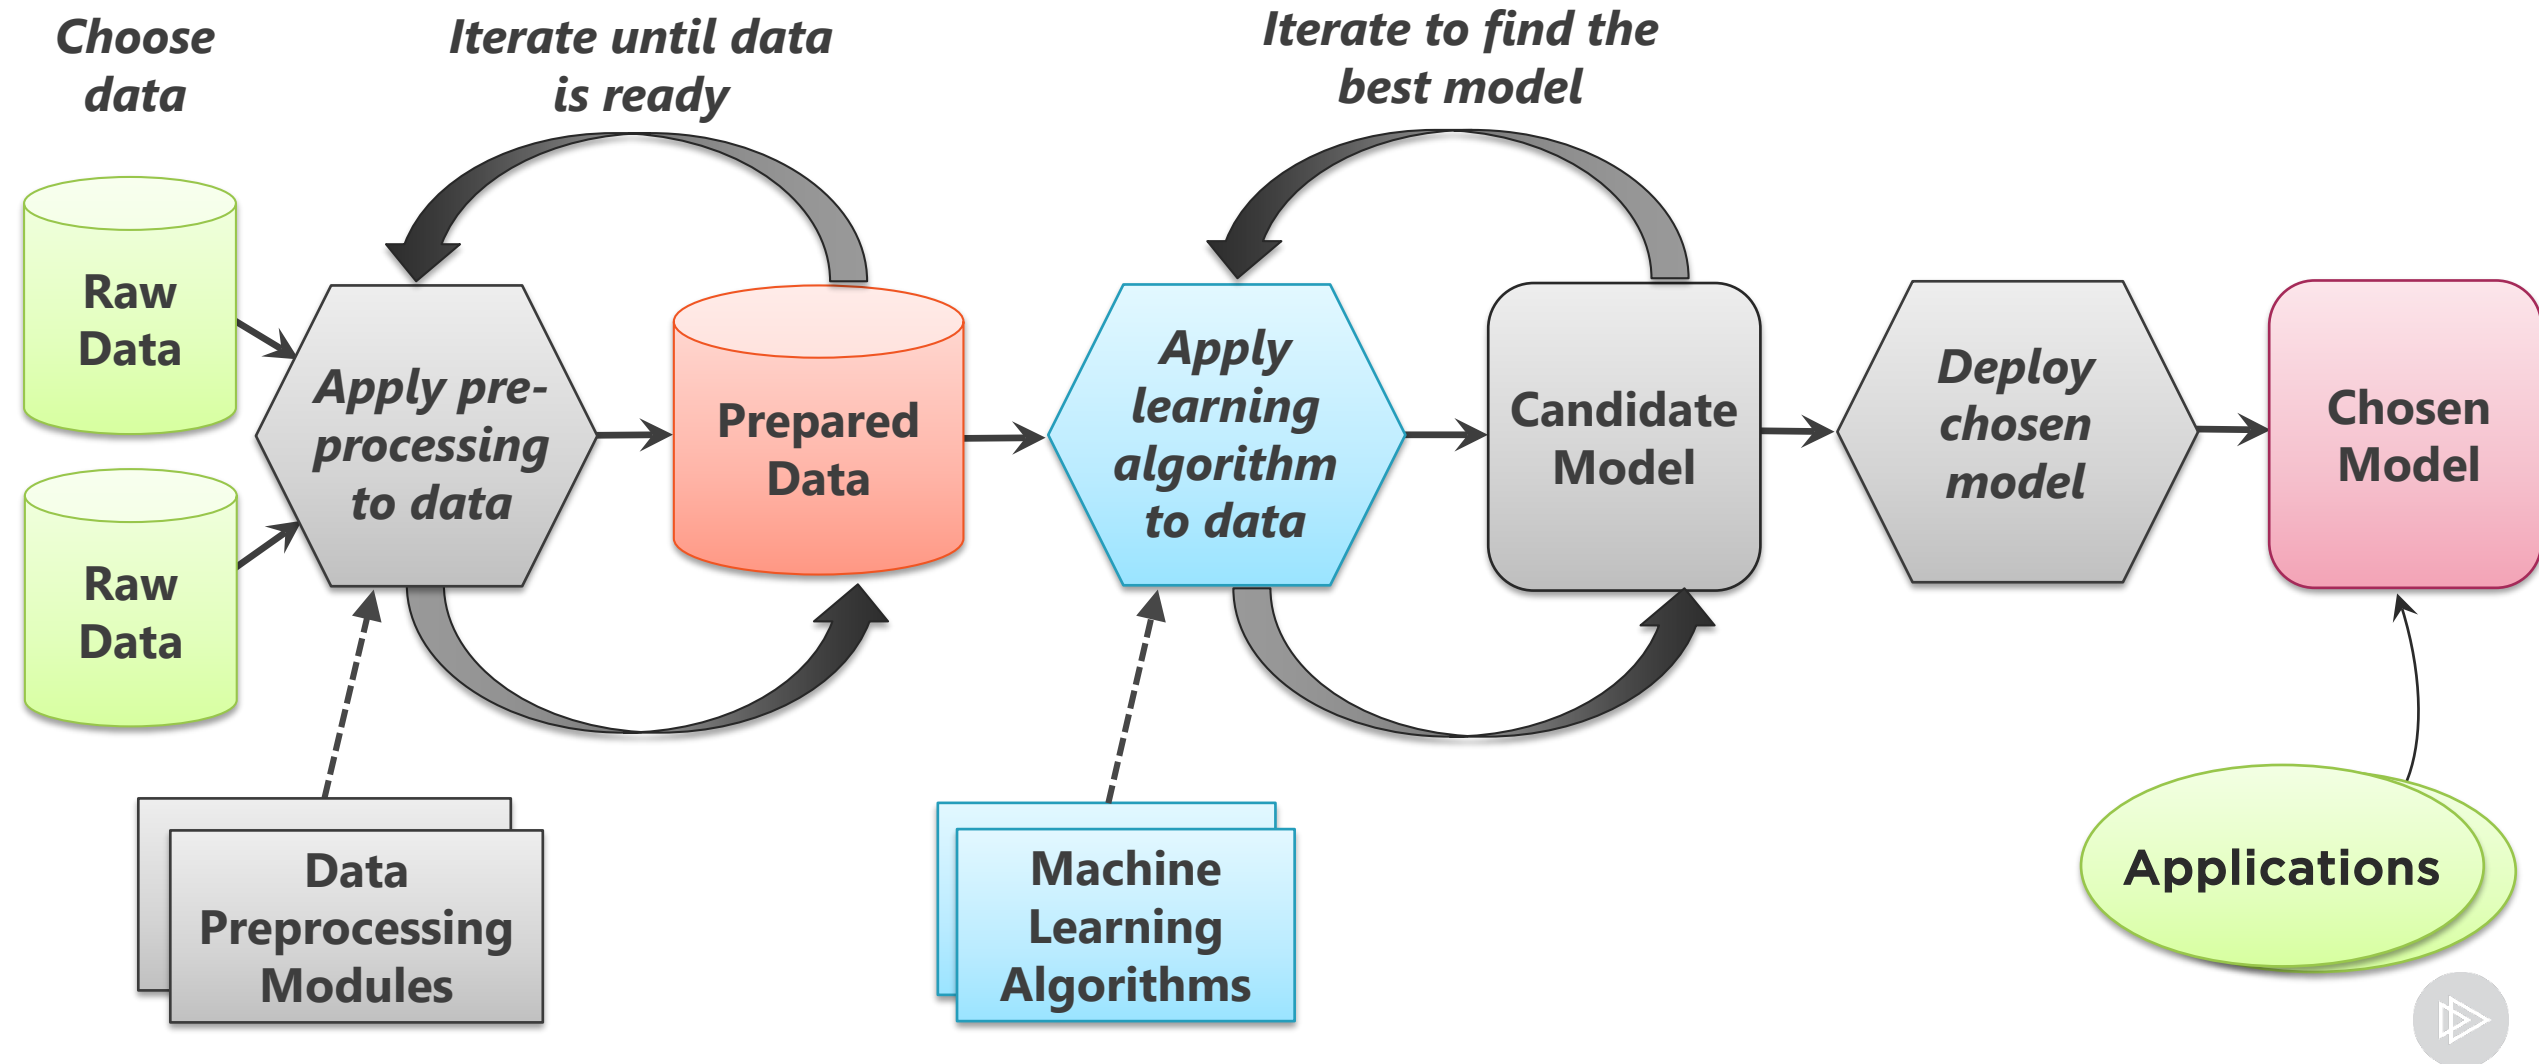 Choose
data
Iterate until data
is ready
Iterate to find the
best model
Raw
Data
Raw
Data
Apply pre-
processing
to data
Prepared
Data
Apply
learning
algorithm
to data
Candidate
Model
Deploy
chosen
model
Chosen
Model
Data
Preprocessing
Modules
Machine
Learning
Algorithms
Applications